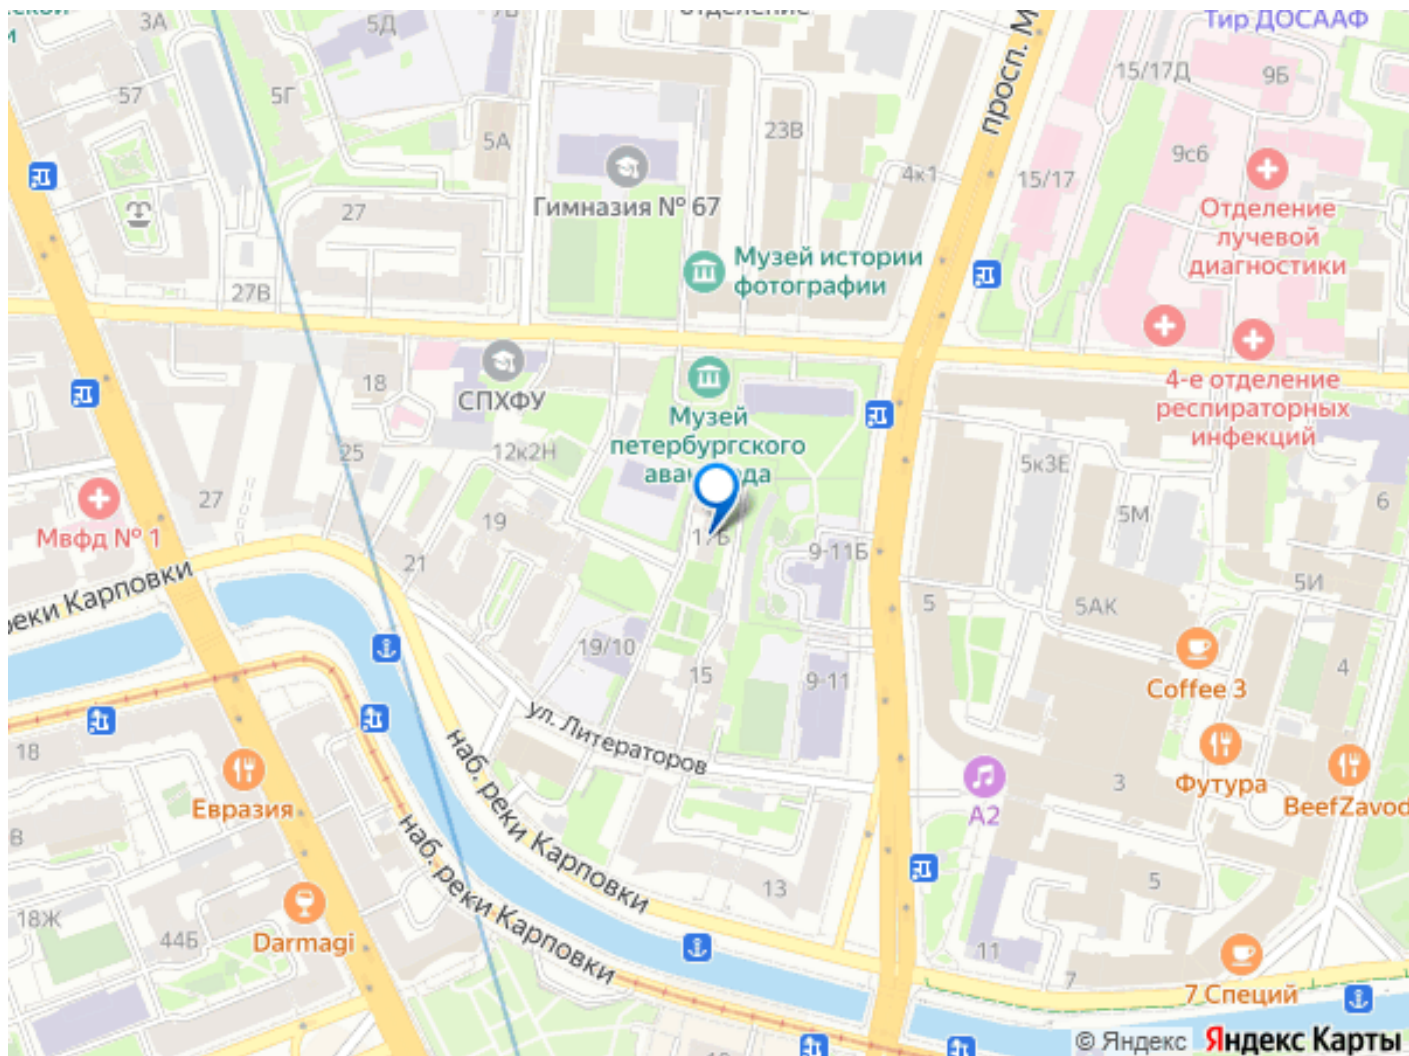 3А
5Д
Тир ДОСААФ
57
5Г
5А
23В
15/17Д
9Б
просп. М
9с6
4к1
15/17
27
Гимназия № 67
Отделение
лучевой
диагностики
Музей истории
фотографии
27В
18
СПХФУ
Музей
петербургского
4-е отделение
респираторных
инфекций
25
12к2Н
5к3Е
27
19
5М
6
Мвфд № 1
17Б
9-11Б
21
реки Карповки
5
5АК
5И
19/10
15
9-11
Coffee 3
4
ул. Литераторов
18
наб. реки Карповки
Евразия
А2
3
Футура
BeefZavod
В
наб. реки Карповки
13
5
18Ж
44Б
Darmagi
11
7
7 Специй
© Яндекс Яндекс Карты